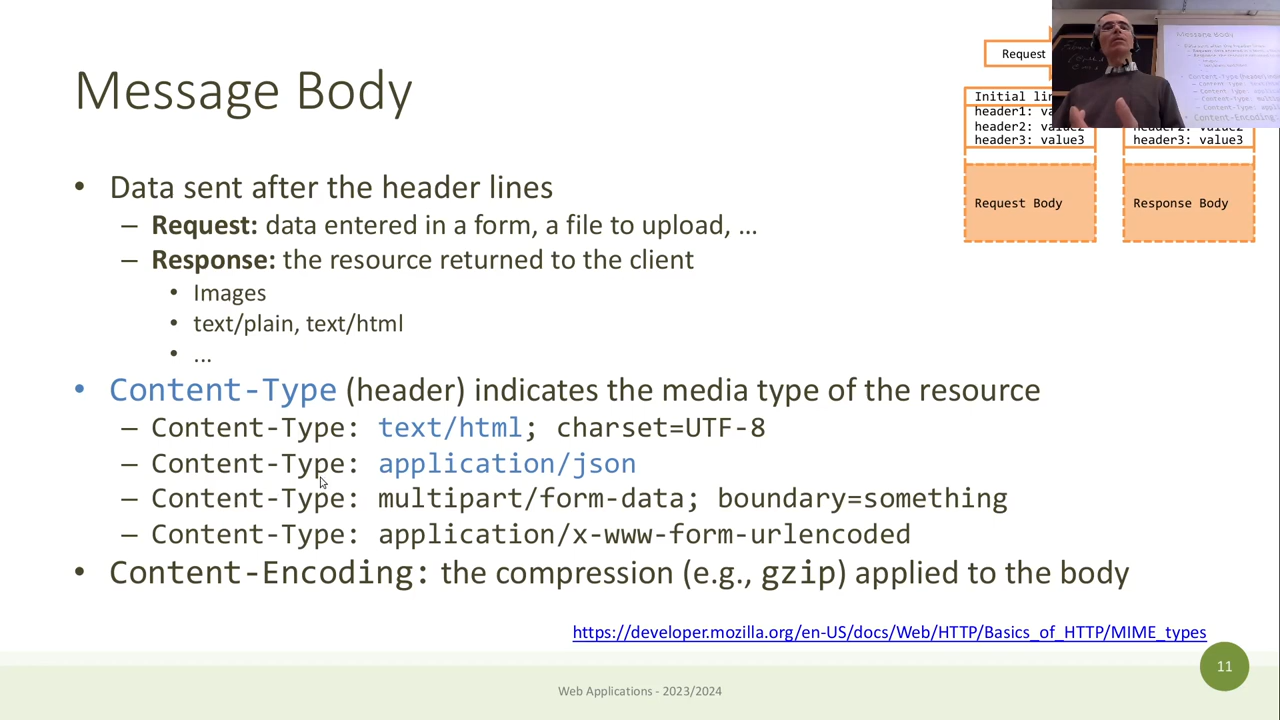 Message Body
Request
Initial
header1:
header2: value2
header3: value3
header2: value2
header3: value3
Request Body
Response Body
• Data sent after the header lines
– Request: data entered in a form, a file to upload, …
– Response: the resource returned to the client
• Images
• text/plain, text/html
• ...
• Content-Type (header) indicates the media type of the resource
– Content-Type: text/html; charset=UTF-8
– Content-Type: application/json
– Content-Type: multipart/form-data; boundary=something
– Content-Type: application/x-www-form-urlencoded
• Content-Encoding: the compression (e.g., gzip) applied to the body
https://developer.mozilla.org/en-US/docs/Web/HTTP/Basics_of_HTTP/MIME_types
11
Web Applications - 2023/2024
Message Body